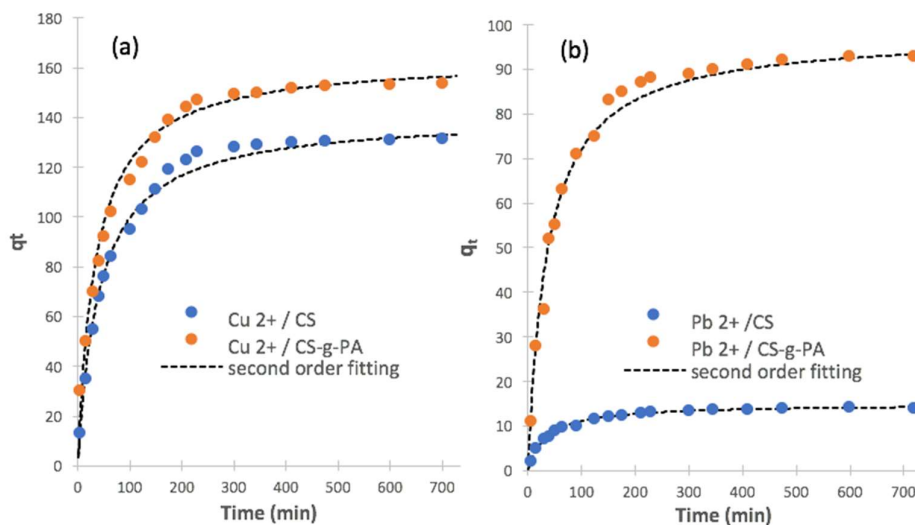 (a)
180
160
140
120
100
80
60
40
20
0
qt
0 100 200 300 400 500 600 700
Time (min)
Cu 2+ / CS
Cu 2+ / CS-g-PA
second order fitting
(b)
100
90
80
70
60
50
40
30
20
10
0
qt
0 100 200 300 400 500 600 700
Time (min)
Pb 2+ /CS
Pb 2+ / CS-g-PA
second order fitting